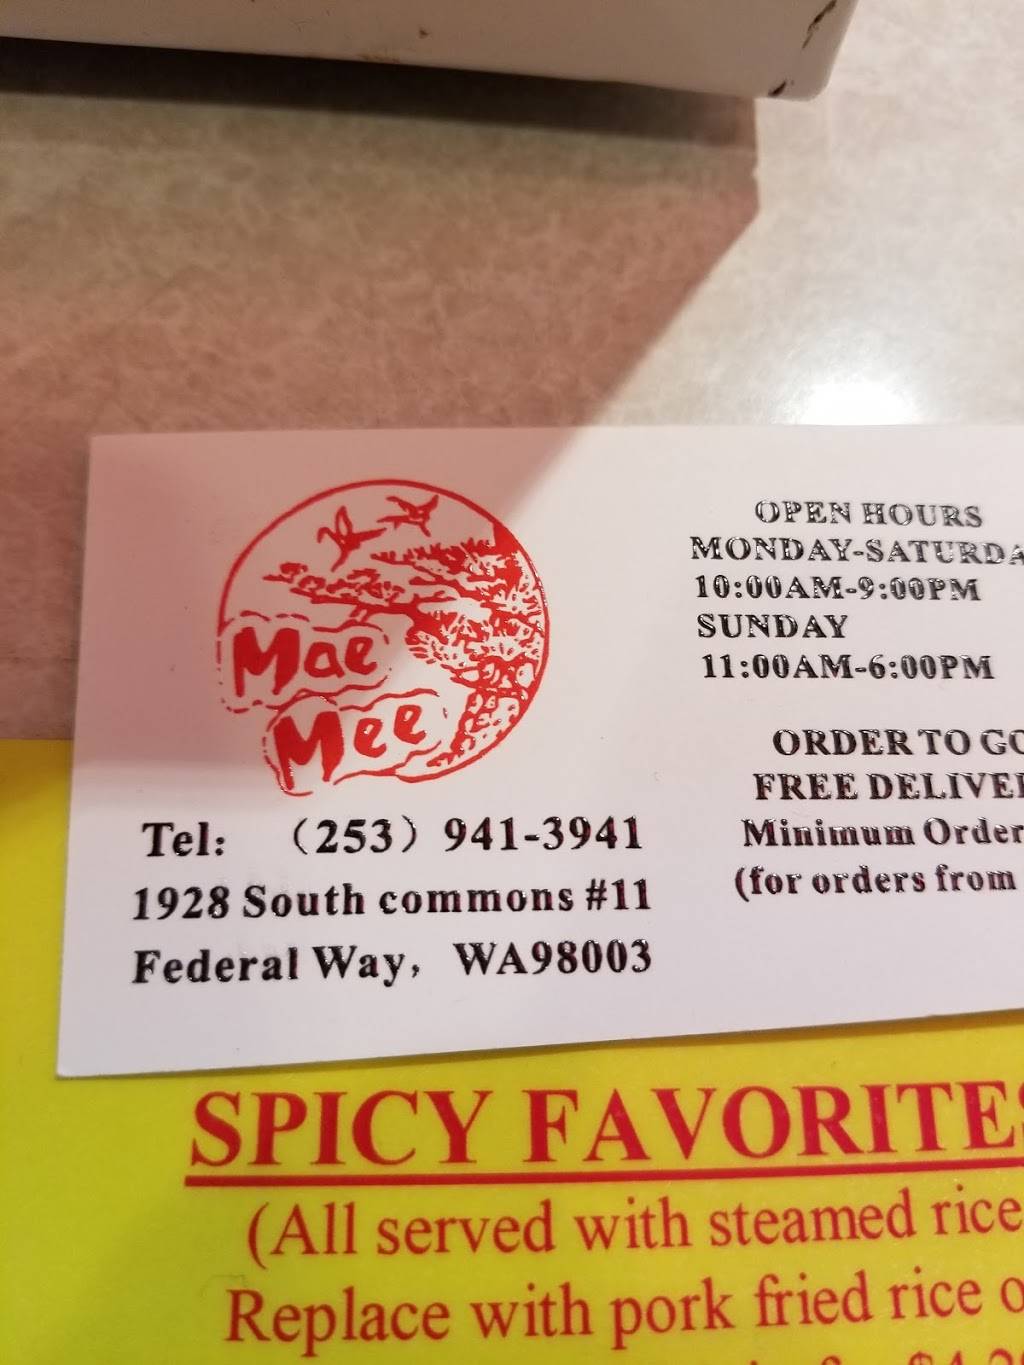 Mae
Mee
Tel: （253）941-3941
1928 South commons #11
Federal Way, WA98003
OPEN HOURS
MONDAY-SATURDA
10:00AM-9:00PM
SUNDAY
11:00AM-6:00PM
ORDER TO GO
FREE DELIVE
Minimum Order
(for orders from
SPICY FAVORITES
(All served with steamed rice
Replace with pork fried rice o